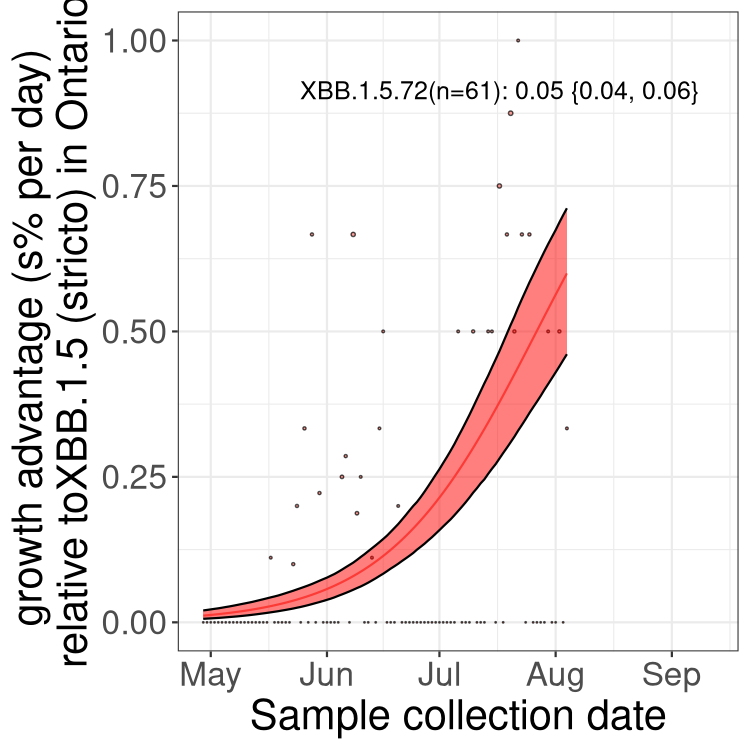 growth advantage (s% per day)
relative toXBB.1.5 (stricto) in Ontario
1.00
0.75
0.50
0.25
0.00
XBB.1.5.72(n=61): 0.05 {0.04, 0.06}
May Jun Jul Aug Sep
Sample collection date